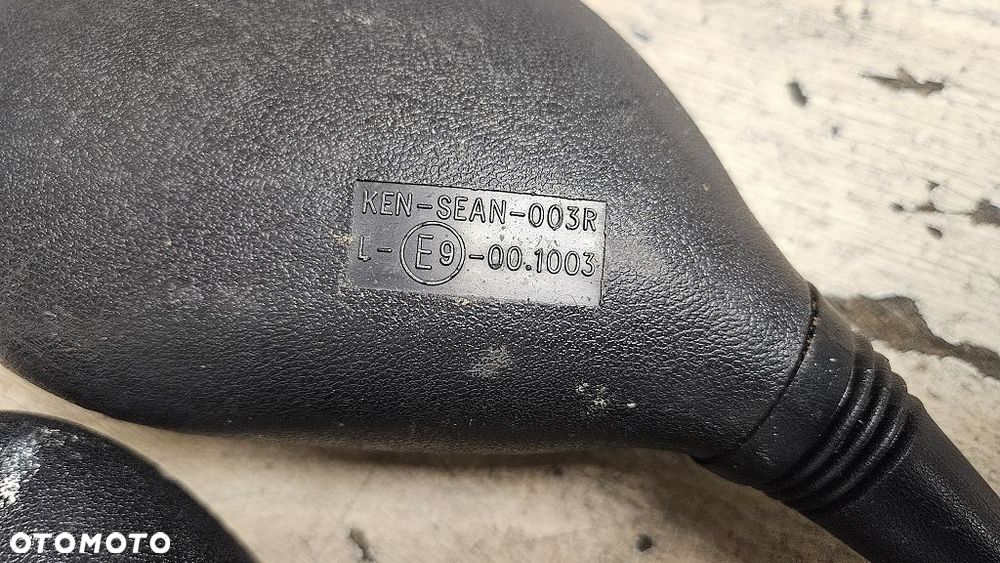 KEN-SEAN-003R
L-E9-00.1003
OTOMOTO